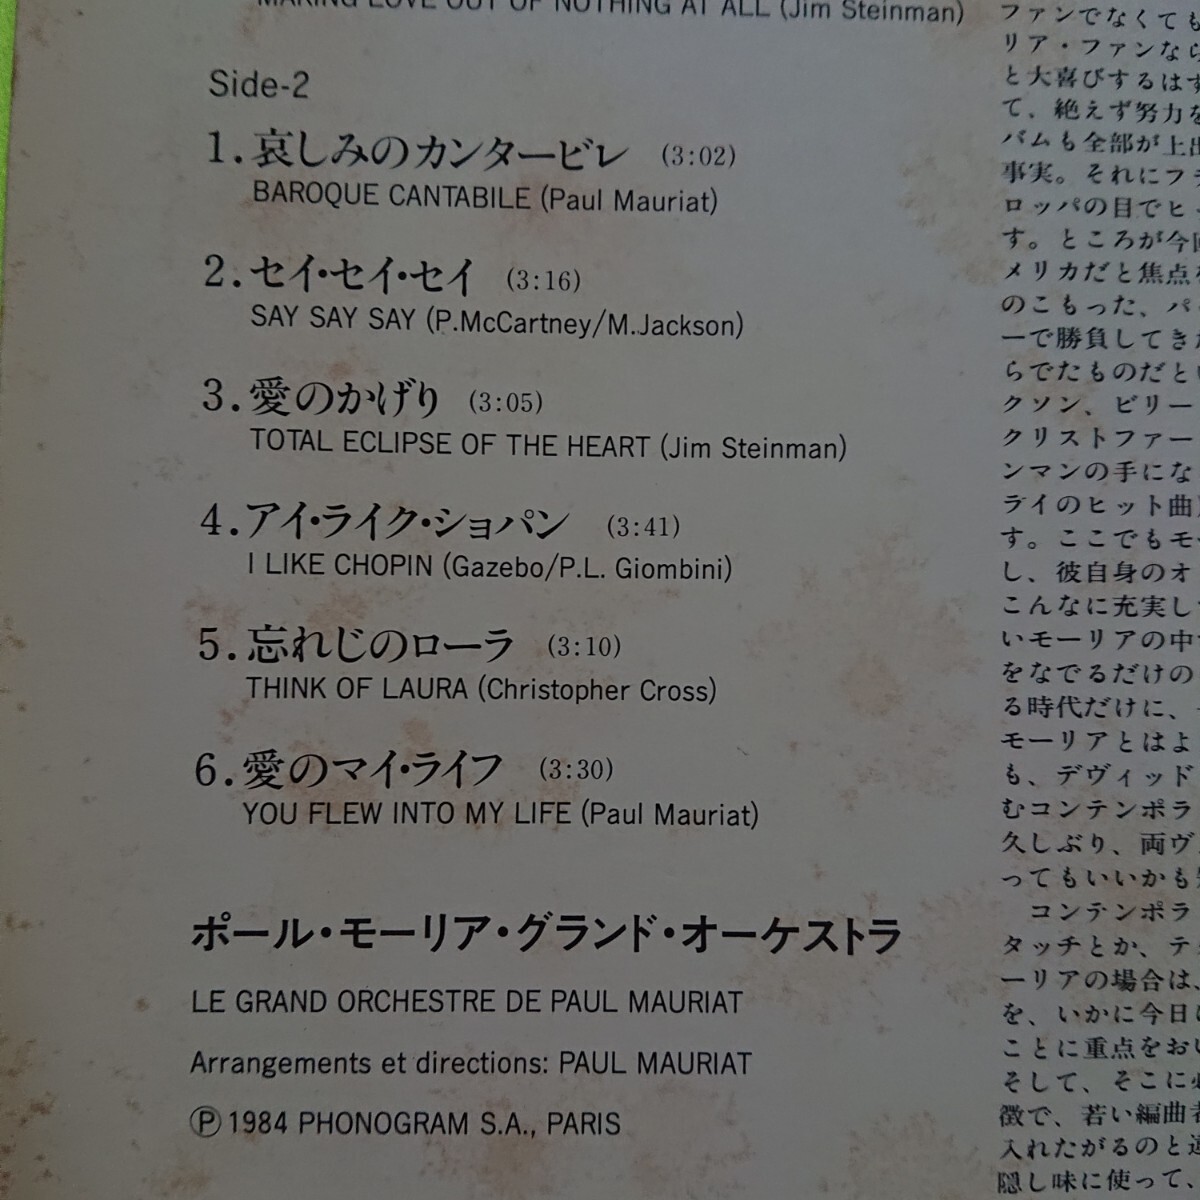 MAKING LOVE OUT OF NOTHING AT ALL (Jim Steinman)
Side-2
1.哀しみのカンタービレ (3:02)
BAROQUE CANTABILE (Paul Mauriat)
2.セイ・セイ・セイ (3:16)
SAY SAY SAY (P.McCartney/M.Jackson)
3.愛のかげり (3:05)
TOTAL ECLIPSE OF THE HEART (Jim Steinman)
4.アイ・ライク・ショパン (3:41)
I LIKE CHOPIN (Gazebo/P.L. Giombini)
5.忘れじのローラ (3:10)
THINK OF LAURA (Christopher Cross)
6.愛のマイ・ライフ (3:30)
YOU FLEW INTO MY LIFE (Paul Mauriat)
ポール・モーリア・グランド・オーケストラ
LE GRAND ORCHESTRE DE PAUL MAURIAT
Arrangements et directions: PAUL MAURIAT
Ⓟ1984 PHONOGRAM S.A., PARIS
ファンでなくても
リア・ファンなら
と大喜びするはず
て、絶えず努力を
バムも全部が上出
事実。それにフラ
ロッパの目でヒッ
す。ところが今回
メリカだと焦点を
のこもった、パ
ーで勝負してきた
らでたものだとい
クソン、ビリー
クリストファー
ンマンの手にな
ライのヒット曲
す。ここでもモー
し、彼自身のオ
こんなに充実し
いモーリアの中
をなでるだけの
る時代だけに、
モーリアとはよ
も、デヴィッド
むコンテンポラ
久しぶり、両ヴ
ってもいいかも
コンテンポラ
タッチとか、テ
ーリアの場合は、
を、いかに今日
ことに重点をおい
そして、そこに
徴で、若い編曲者
入れたがるのと違
隠し味に使って、